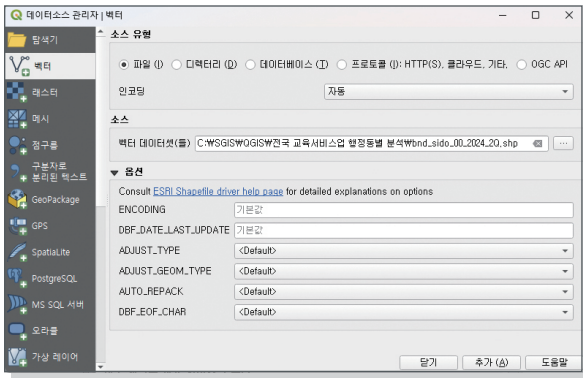 데이터소스 관리자 | 벡터
탐색기
벡터
래스터
메시
점구름
구분자로
분리된 텍스트
GeoPackage
GPS
SpatiaLite
PostgreSQL
MS SQL 서버
오라클
가상 레이어
소스 유형
파일 (I) 디렉터리 (D) 데이터베이스 (T) 프로토콜 (J): HTTP(S), 클라우드, 기타, OGC API
인코딩 자동
소스
벡터 데이터셋(들) C:₩SGIS₩QGIS₩전국 교육서비스업 행정동별 분석₩bnd_sido_00_2024_2Q.shp ...
▼ 옵션
Consult ESRI Shapefile driver help page for detailed explanations on options
ENCODING 기본값
DBF_DATE_LAST_UPDATE 기본값
ADJUST_TYPE <Default>
ADJUST_GEOM_TYPE <Default>
AUTO_REPACK <Default>
DBF_EOF_CHAR <Default>
닫기 추가 (A) 도움말